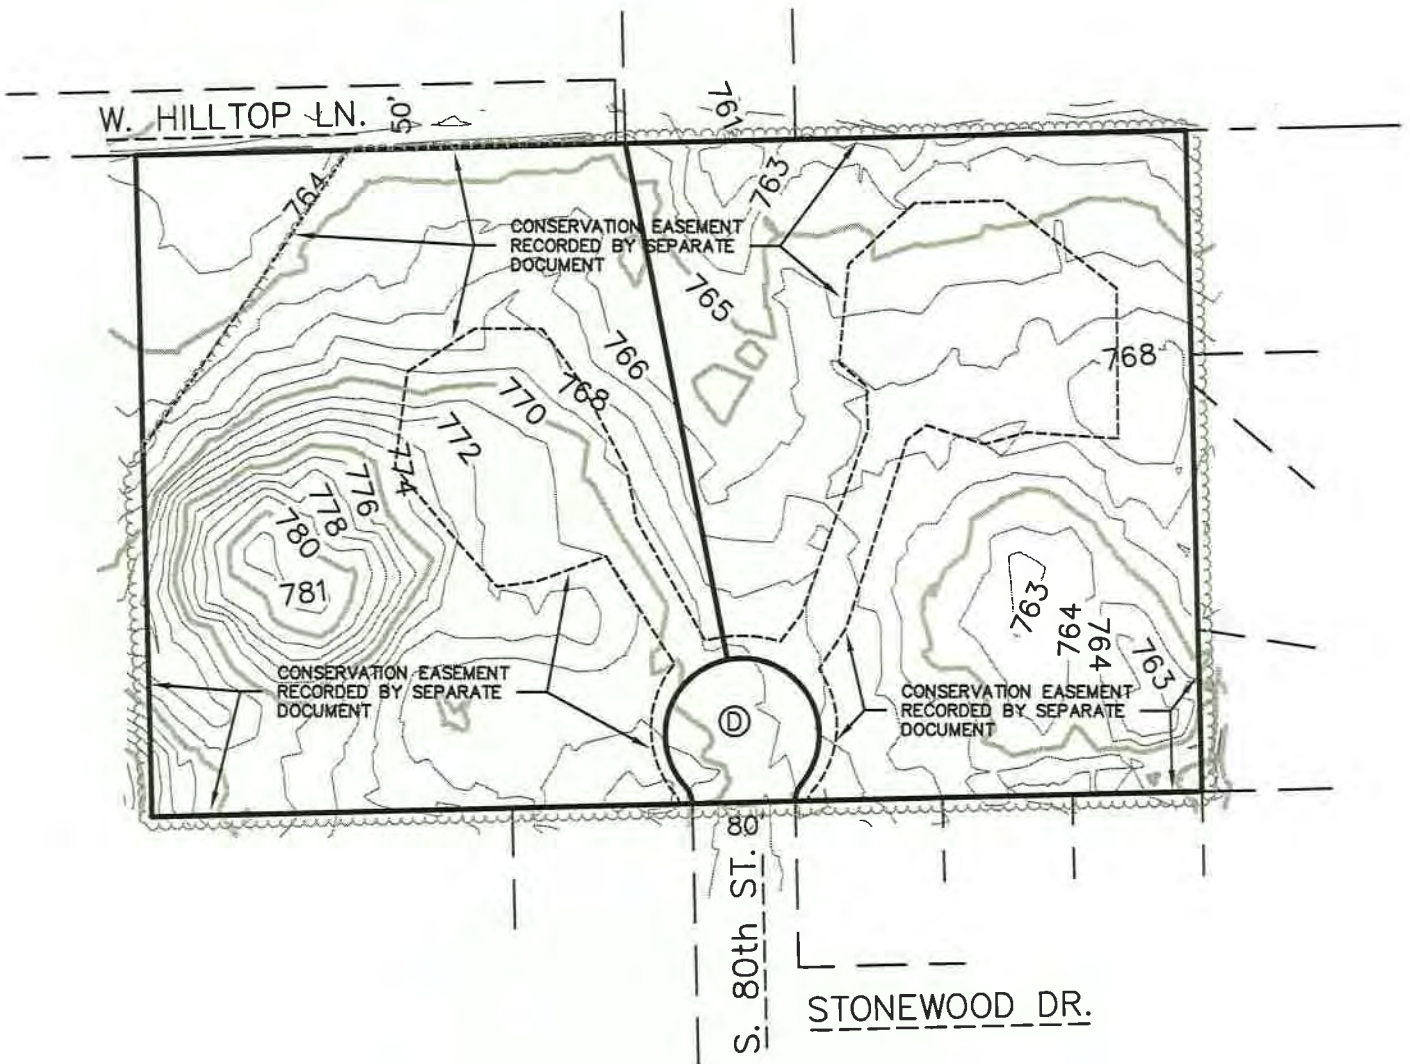 W. HILLTOP LN.
50'
761
764
763
CONSERVATION EASEMENT
RECORDED BY SEPARATE
DOCUMENT
765
766
768
768
770
772
774
776
778
780
781
763
764
764
763
CONSERVATION EASEMENT
RECORDED BY SEPARATE
DOCUMENT
CONSERVATION EASEMENT
RECORDED BY SEPARATE
DOCUMENT
D
80'
S. 80th ST.
STONEWOOD DR.